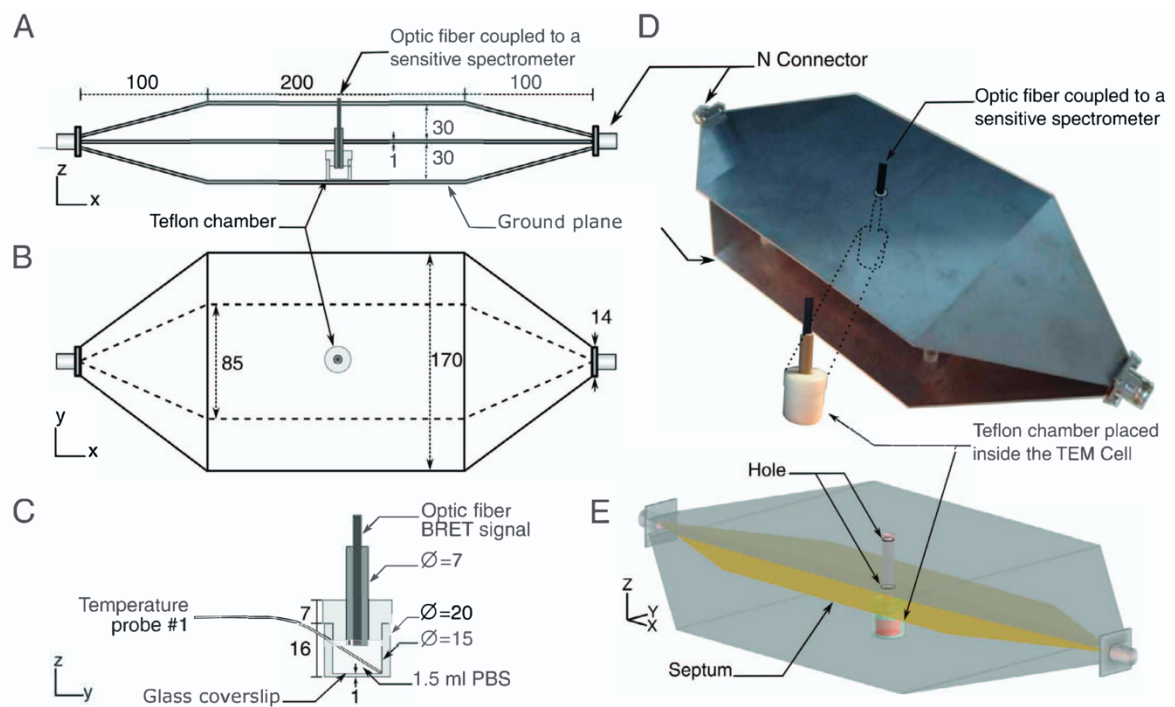 A
Optic fiber coupled to a
sensitive spectrometer
100
200
100
30
1
30
z
x
Teflon chamber
Ground plane
B
85
170
14
y
x
C
Optic fiber
BRET signal
Ø=7
Temperature
probe #1
7
Ø=20
16
Ø=15
1.5 ml PBS
Glass coverslip
1
z
y
D
N Connector
Optic fiber coupled to a
sensitive spectrometer
Teflon chamber placed
inside the TEM Cell
E
Hole
Z
Y
X
Septum